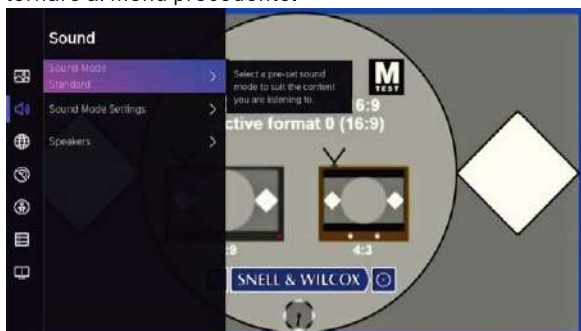 tornare al menu precedente.
Sound
Sound Mode
Standard
Sound Mode Settings
Speakers
Select a pre-set sound
mode to suit the content
you are listening to.
M
TEST
6:9
ctive format 0 (16:9)
:9
4:3
SNELL & WILCOX